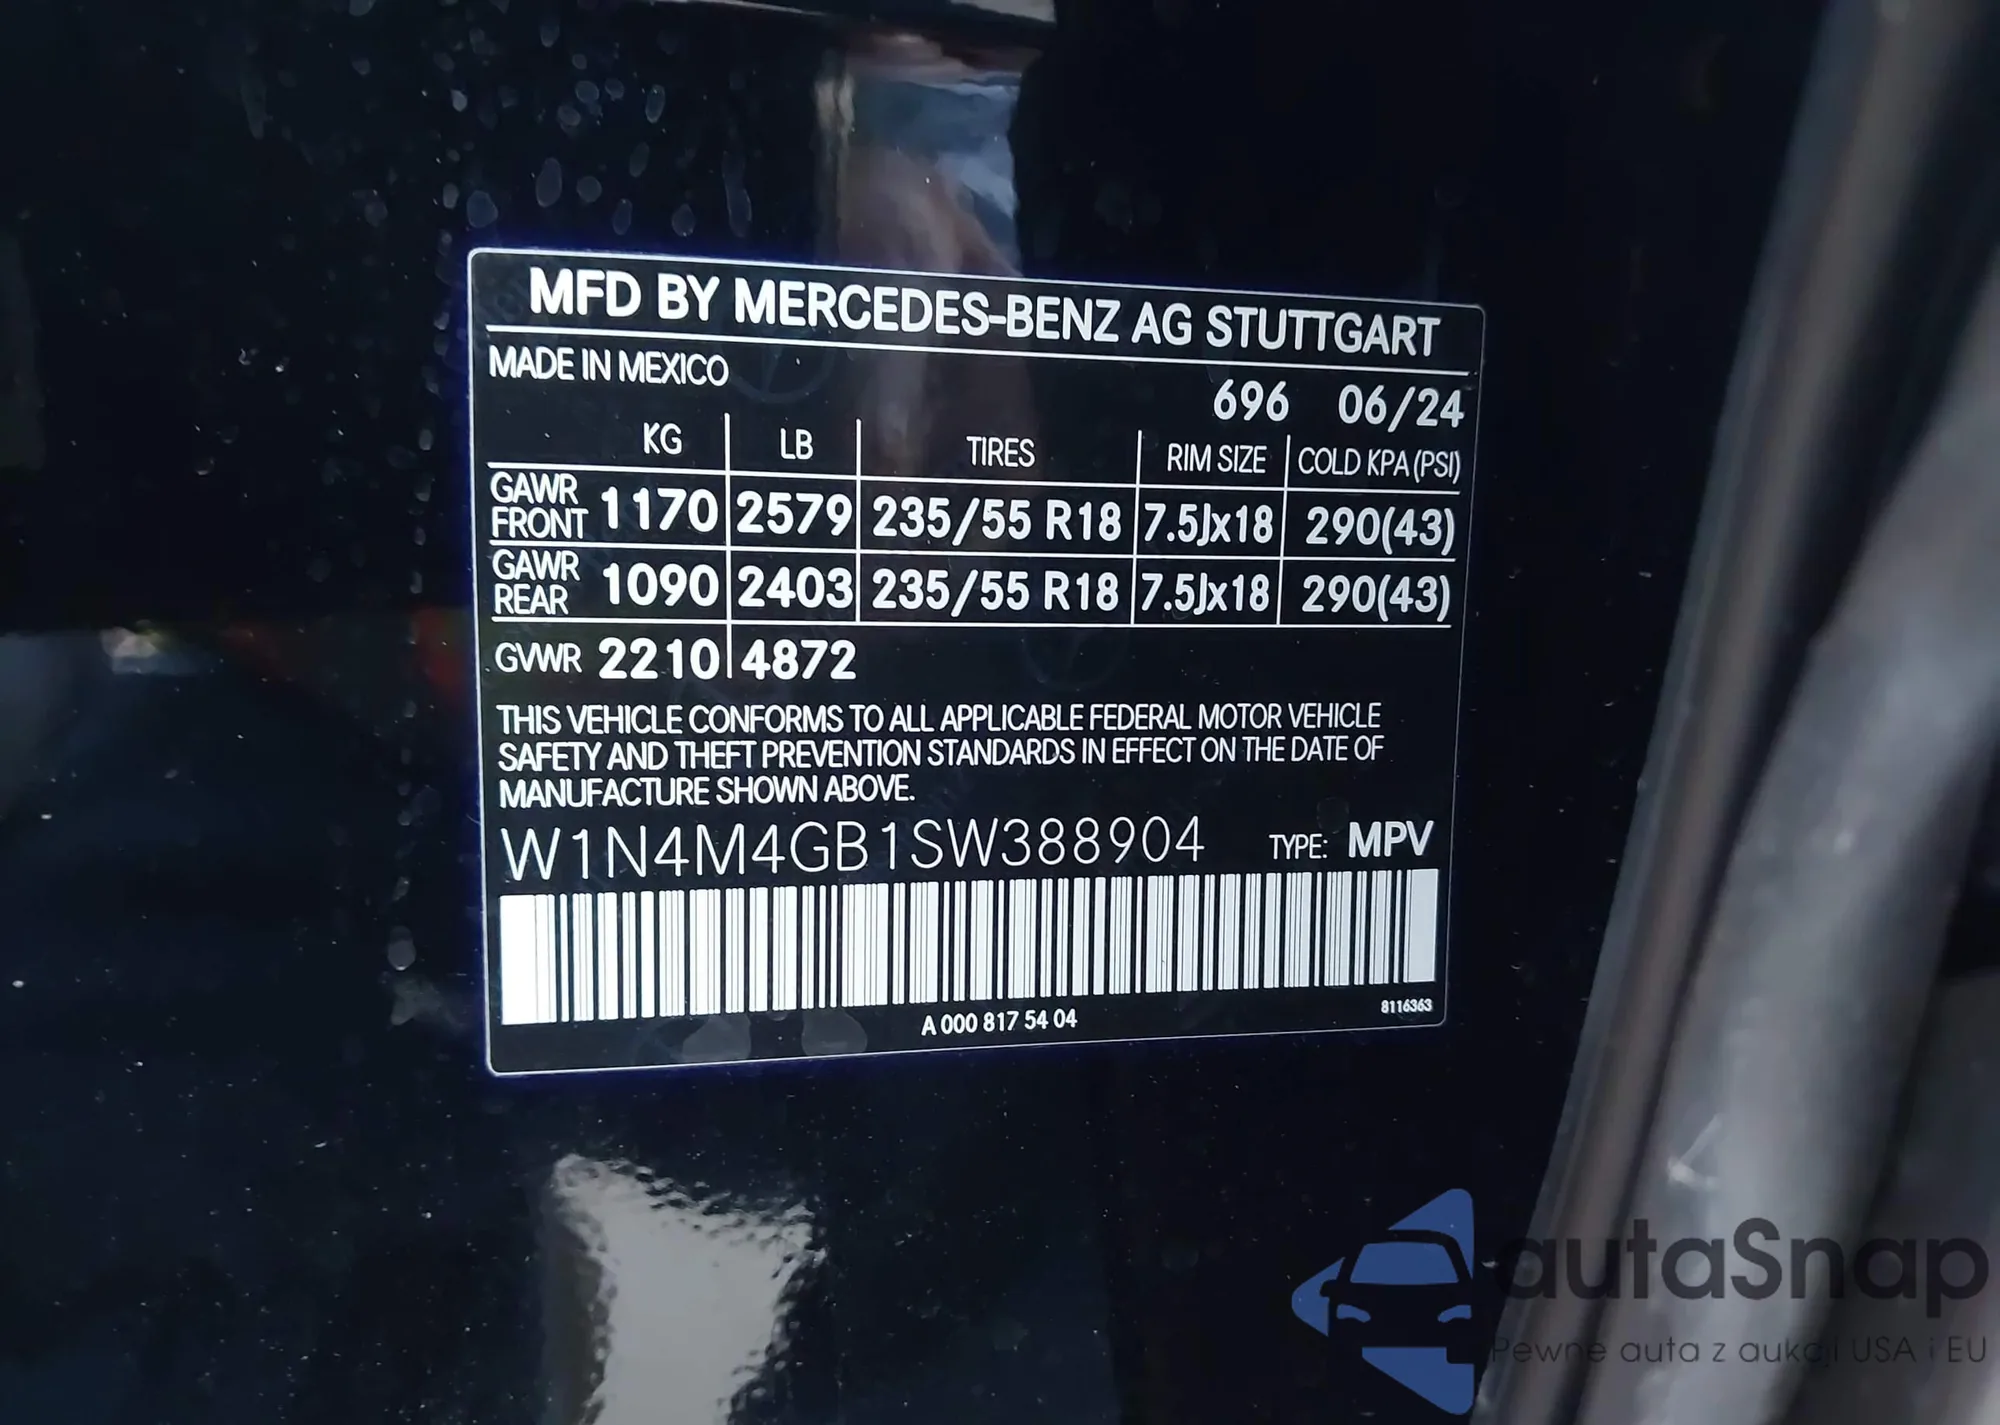 MFD BY MERCEDES-BENZ AG STUTTGART
MADE IN MEXICO
696 06/24
KG LB TIRES RIM SIZE COLD KPA (PSI)
GAWR FRONT 1170 2579 235/55 R18 7.5Jx18 290(43)
GAWR REAR 1090 2403 235/55 R18 7.5Jx18 290(43)
GVWR 2210 4872
THIS VEHICLE CONFORMS TO ALL APPLICABLE FEDERAL MOTOR VEHICLE
SAFETY AND THEFT PREVENTION STANDARDS IN EFFECT ON THE DATE OF
MANUFACTURE SHOWN ABOVE.
W1N4M4GB1SW388904 TYPE: MPV
A 000 817 54 04
8116363
autaSnap
Pewne auta z aukcji USA i EU